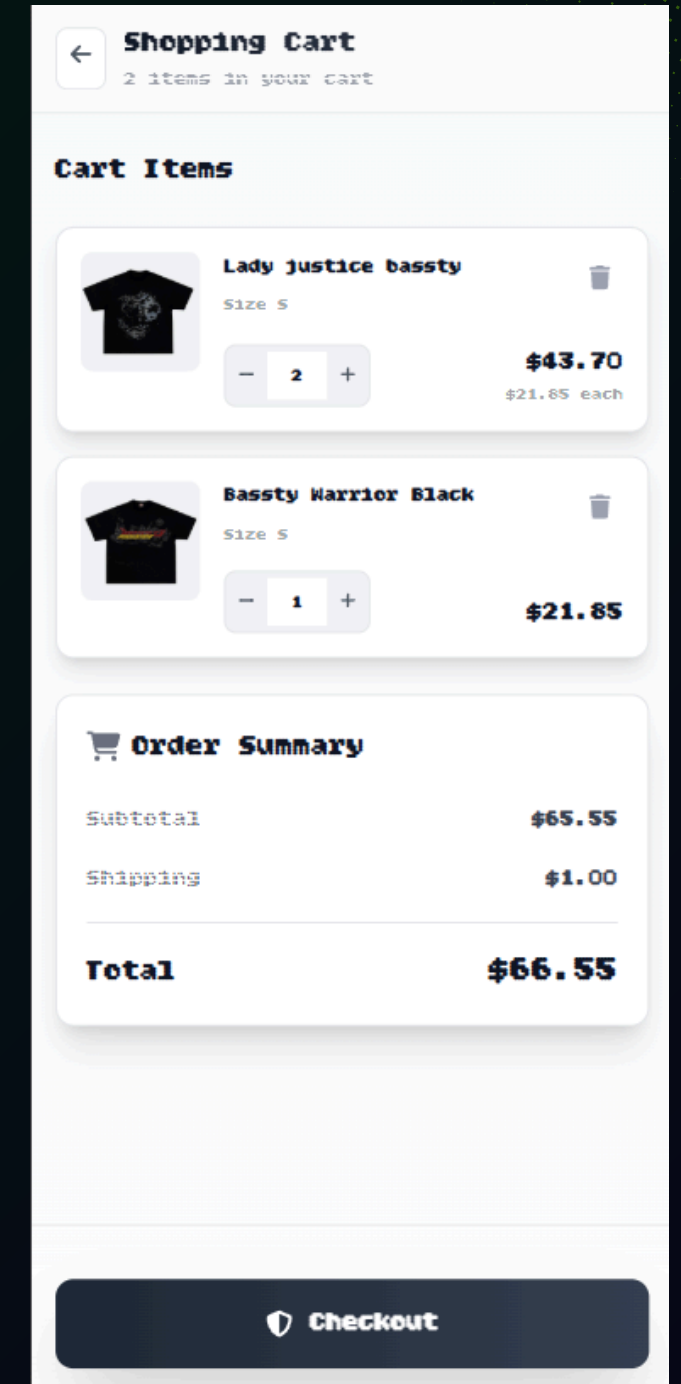 Shopping Cart
2 items in your cart
Cart Items
Lady justice bassty
Size S
2
$43.70
$21.85 each
Bassty Warrior Black
Size S
1
$21.85
Order Summary
Subtotal $65.55
Shipping $1.00
Total $66.55
Checkout